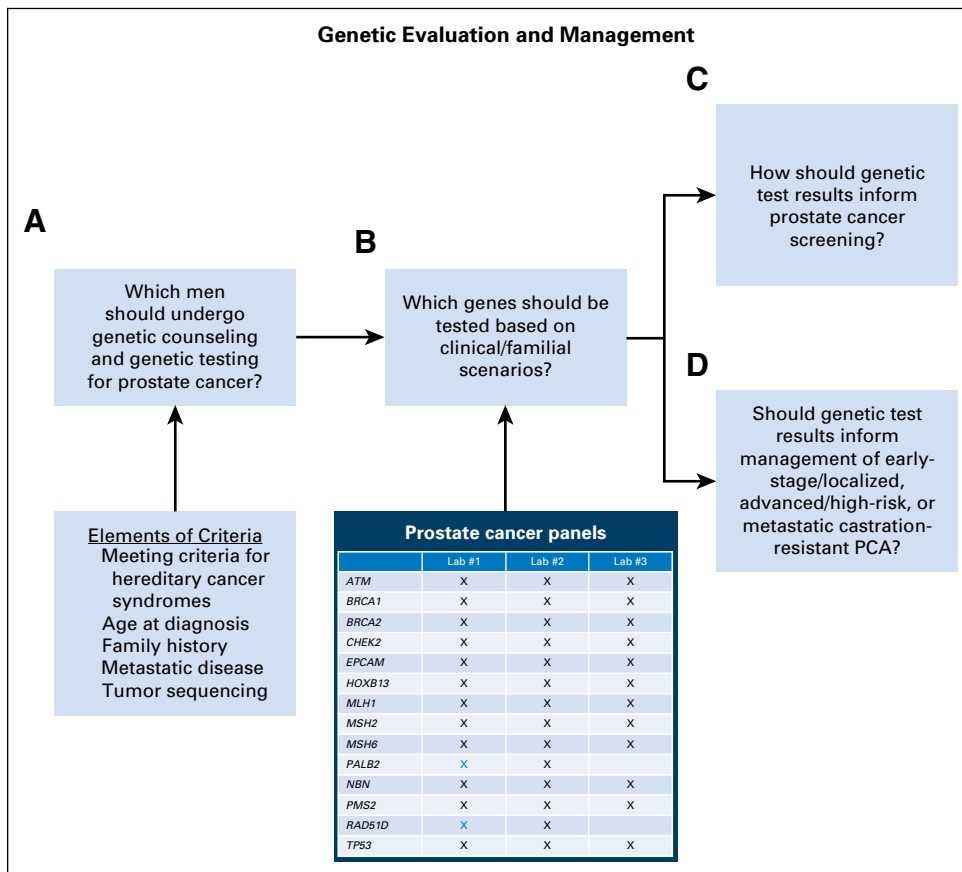 Genetic Evaluation and Management
A
Which men
should undergo
genetic counseling
and genetic testing
for prostate cancer?
B
Which genes should be
tested based on
clinical/familial
scenarios?
C
How should genetic
test results inform
prostate cancer
screening?
D
Should genetic test
results inform
management of early-
stage/localized,
advanced/high-risk, or
metastatic castration-
resistant PCA?
Elements of Criteria
Meeting criteria for
hereditary cancer
syndromes
Age at diagnosis
Family history
Metastatic disease
Tumor sequencing
Prostate cancer panels
Lab #1 Lab #2 Lab #3
ATM X X X
BRCA1 X X X
BRCA2 X X X
CHEK2 X X X
EPCAM X X X
HOXB13 X X X
MLH1 X X X
MSH2 X X X
MSH6 X X X
PALB2 X X
NBN X X X
PMS2 X X X
RAD51D X X
TP53 X X X